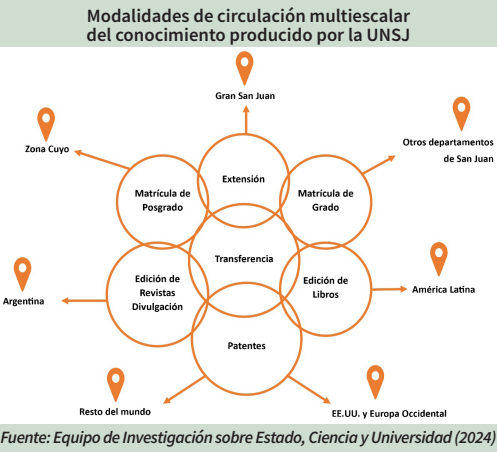 Modalidades de circulación multiescalar
del conocimiento producido por la UNSJ
Gran San Juan
Zona Cuyo
Otros departamentos
de San Juan
Extensión
Matrícula de
Posgrado
Matrícula de
Grado
Transferencia
Edición de
Revistas
Divulgación
Edición de
Libros
Argentina
América Latina
Patentes
Resto del mundo
EE.UU. y Europa Occidental
Fuente: Equipo de Investigación sobre Estado, Ciencia y Universidad (2024)